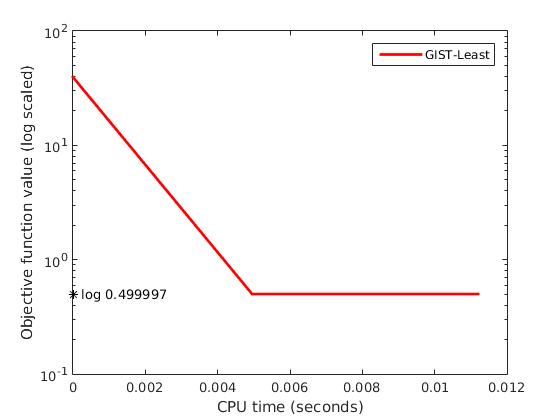 10^2
GIST-Least
10^1
10^0
* log 0.499997
10^-1
Objective function value (log scaled)
0 0.002 0.004 0.006 0.008 0.01 0.012
CPU time (seconds)